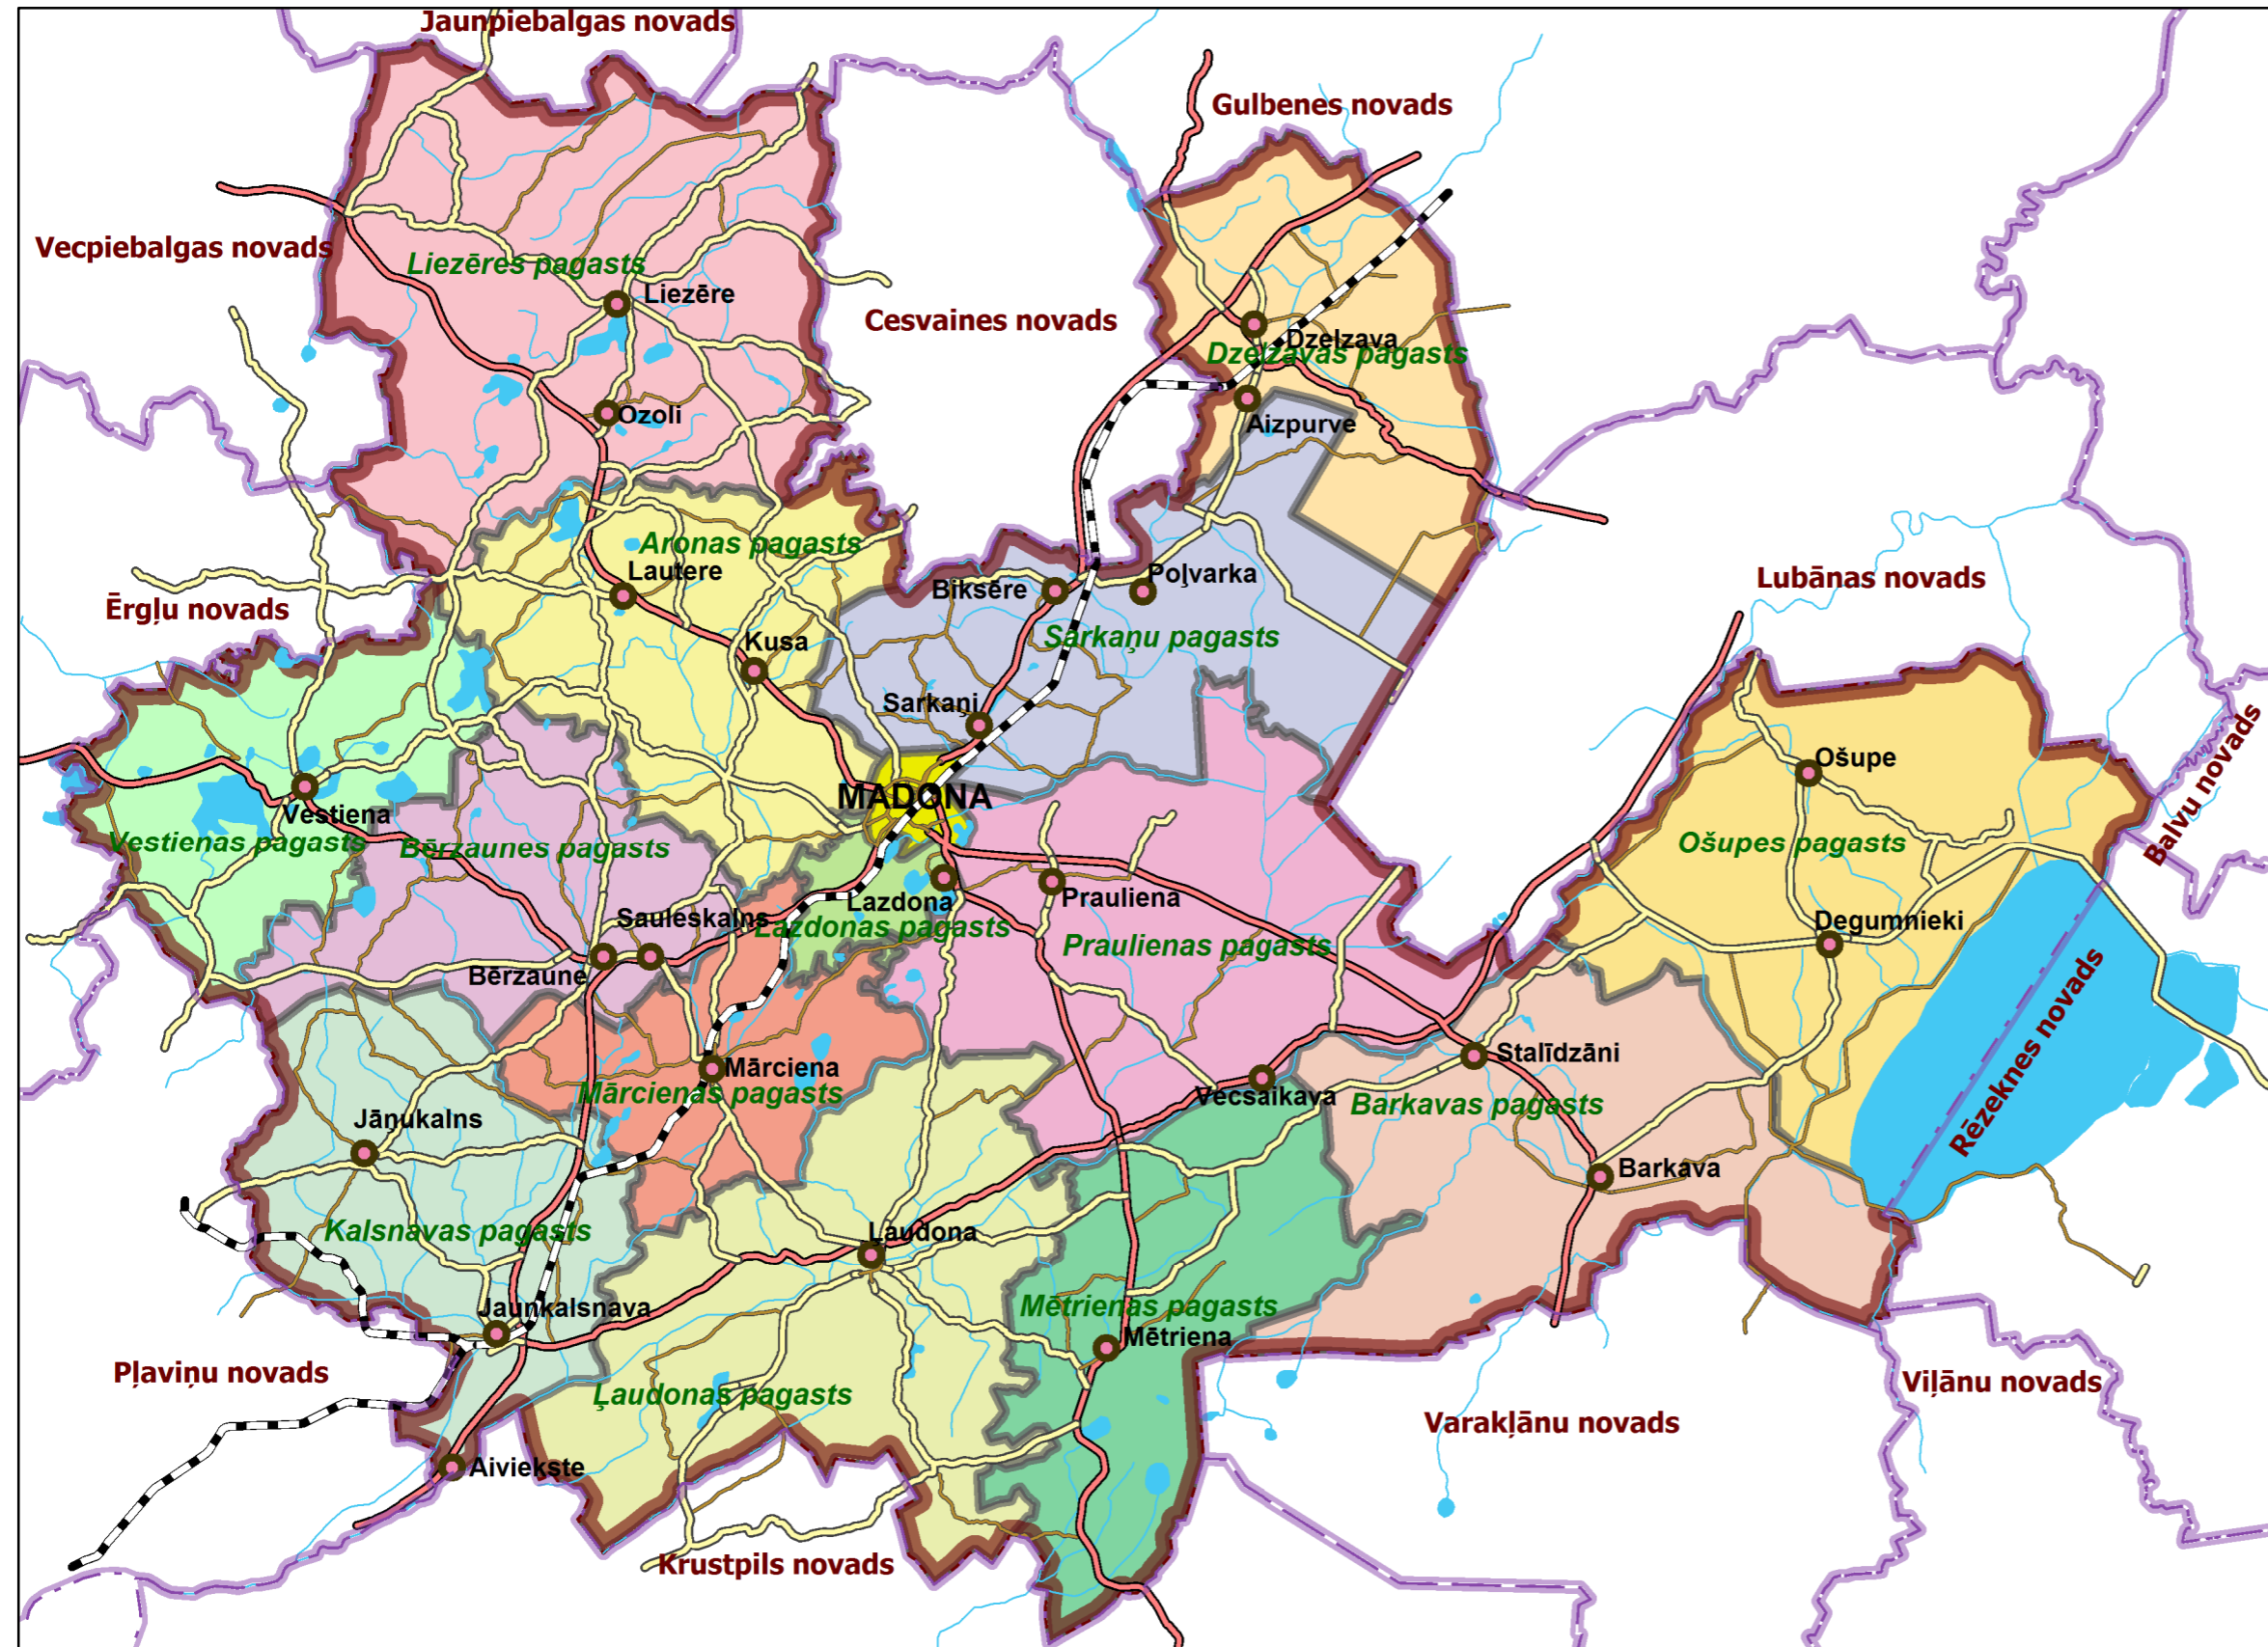 Jaunpiebalgas novads
Gulbenes novads
Vecpiebalgas novads
Liezēres pagasts
Liezēre
Cesvaines novads
Dzelzava
Dzelzavas pagasts
Ozoli
Aizpurve
Aronas pagasts
Lautere
Biksēre
Poļvarka
Lubānas novads
Ērgļu novads
Kusa
Sarkaņu pagasts
Sarkaņi
Ošupe
Balvu novads
MADONA
Vestiena
Vestienas pagasts
Bērzaunes pagasts
Ošupes pagasts
Lazdona
Prauliena
Sauleskalns
Lazdonas pagasts
Degumnieki
Praulienas pagasts
Bērzaune
Rēzeknes novads
Stalīdzāni
Mārciena
Mārcienas pagasts
Vecsaikava
Barkavas pagasts
Jāņukalns
Barkava
Kalsnavas pagasts
Ļaudona
Jaunkalsnava
Mētrienas pagasts
Mētriena
Pļaviņu novads
Ļaudonas pagasts
Viļānu novads
Varakļānu novads
Aiviekste
Krustpils novads